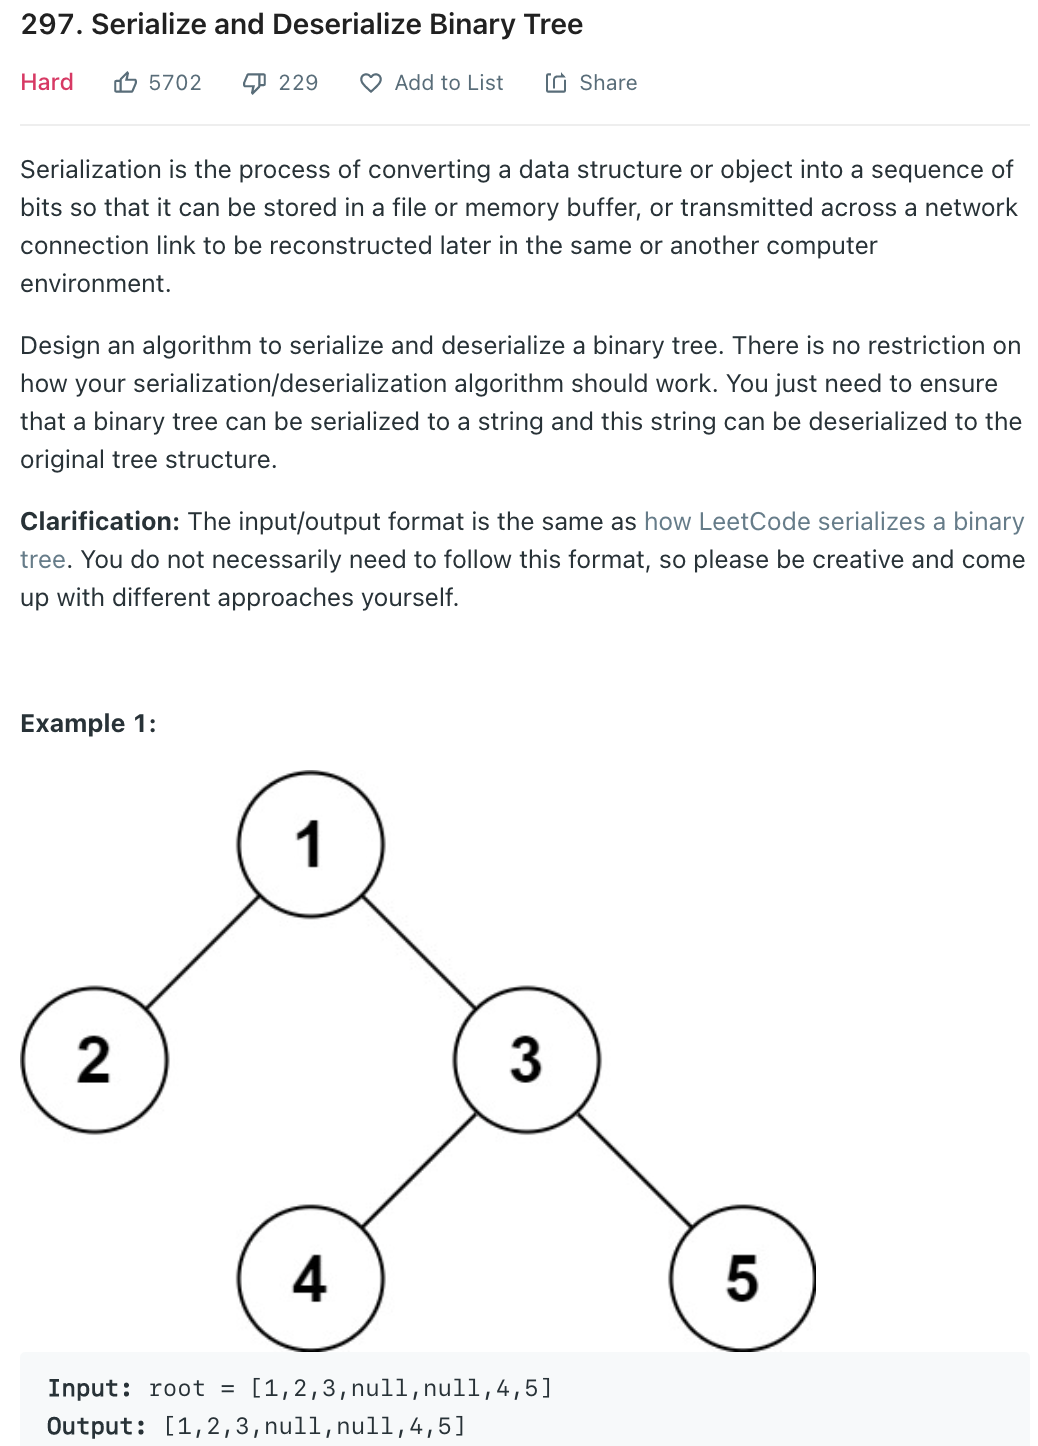 297. Serialize and Deserialize Binary Tree
Hard 5702 229 Add to List Share
Serialization is the process of converting a data structure or object into a sequence of
bits so that it can be stored in a file or memory buffer, or transmitted across a network
connection link to be reconstructed later in the same or another computer
environment.
Design an algorithm to serialize and deserialize a binary tree. There is no restriction on
how your serialization/deserialization algorithm should work. You just need to ensure
that a binary tree can be serialized to a string and this string can be deserialized to the
original tree structure.
Clarification: The input/output format is the same as how LeetCode serializes a binary
tree. You do not necessarily need to follow this format, so please be creative and come
up with different approaches yourself.
Example 1:
1
2 3
4 5
Input: root = [1,2,3,null,null,4,5]
Output: [1,2,3,null,null,4,5]